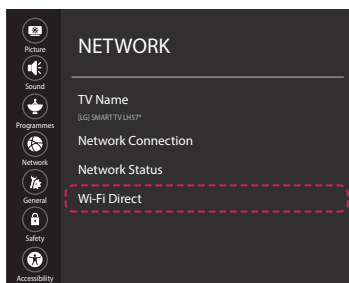 Picture
Sound
Programmes
Network
General
Safety
Accessibility
NETWORK
TV Name
[LG] SMART TV LH57*
Network Connection
Network Status
Wi-Fi Direct